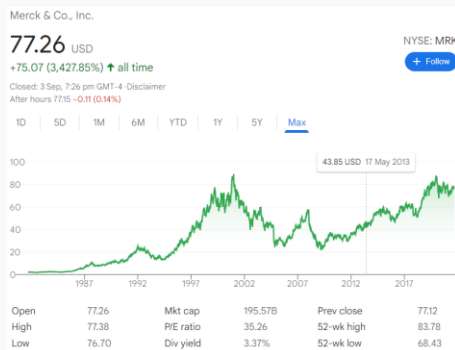 Merck & Co., Inc.
77.26 USD
NYSE: MRK
+75.07 (3,427.85%) ↑ all time
+ Follow
Closed: 3 Sep, 7:26 pm GMT-4 ·Disclaimer
After hours 77.15 −0.11 (0.14%)
1D 5D 1M 6M YTD 1Y 5Y Max
43.85 USD 17 May 2013
100
80
60
40
20
0
1987 1992 1997 2002 2007 2012 2017
Open 77.26 Mkt cap 195.57B Prev close 77.12
High 77.38 P/E ratio 35.26 52-wk high 83.78
Low 76.70 Div yield 3.37% 52-wk low 68.43